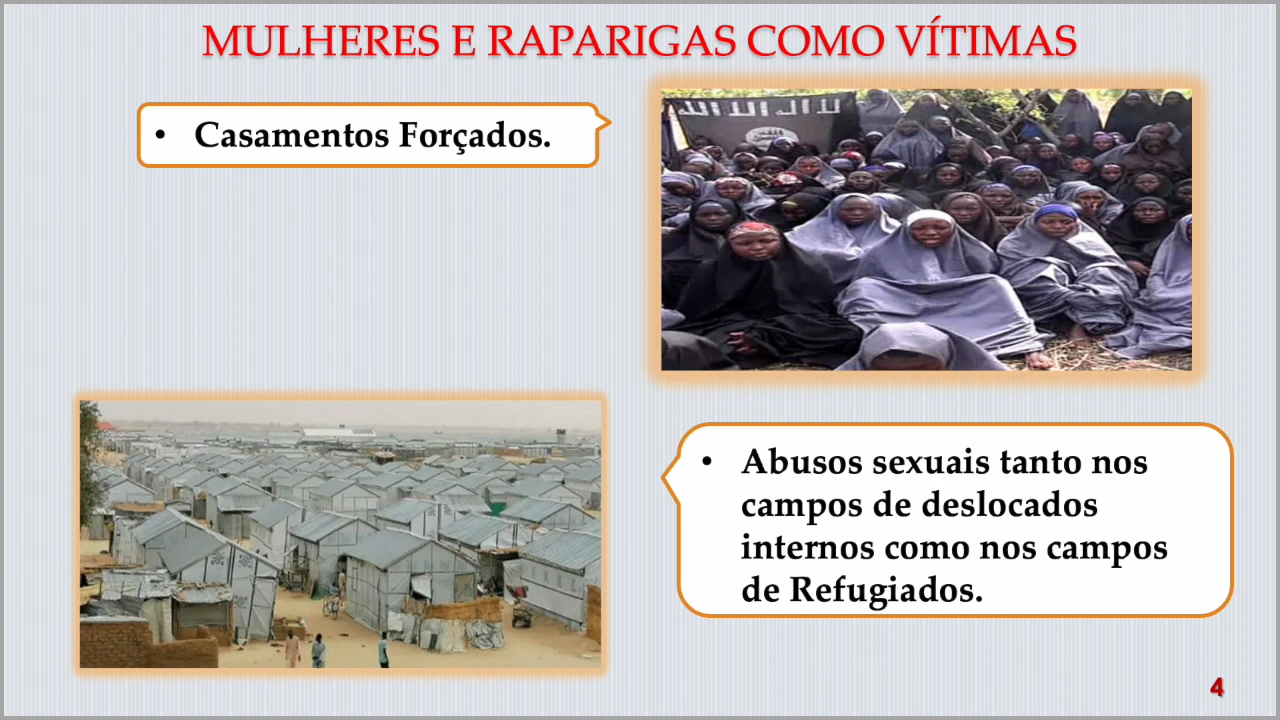 MULHERES E RAPARIGAS COMO VÍTIMAS
• Casamentos Forçados.
• Abusos sexuais tanto nos
campos de deslocados
internos como nos campos
de Refugiados.
4